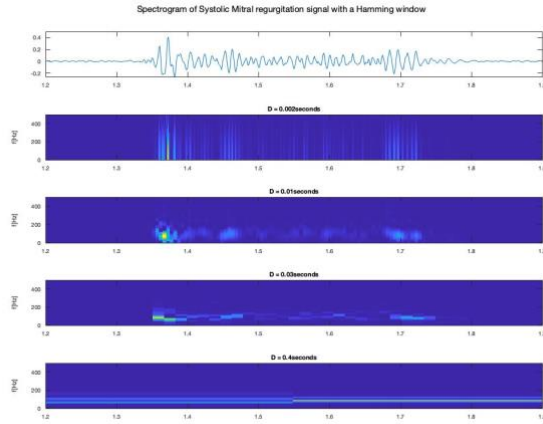 Spectrogram of Systolic Mitral regurgitation signal with a Hamming window
0.4
0.2
0
-0.2
1.2 1.3 1.4 1.5 1.6 1.7 1.8 1.9
D = 0.002seconds
f[Hz]
400
200
0
1.2 1.3 1.4 1.5 1.6 1.7 1.8 1.9
D = 0.01seconds
f[Hz]
400
200
0
1.2 1.3 1.4 1.5 1.6 1.7 1.8 1.9
D = 0.03seconds
f[Hz]
400
200
0
1.2 1.3 1.4 1.5 1.6 1.7 1.8 1.9
D = 0.4seconds
f[Hz]
400
200
0
1.2 1.3 1.4 1.5 1.6 1.7 1.8 1.9